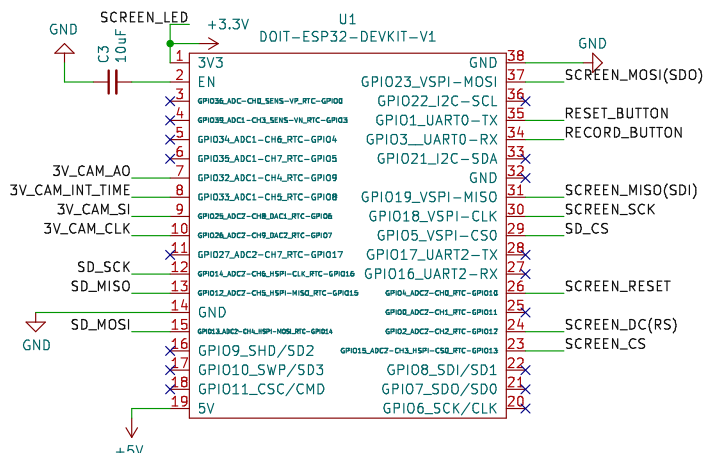 SCREEN_LED
+3.3V
U1
DOIT-ESP32-DEVKIT-V1
GND
C3
10uF
GND
1 3V3
2 EN
3 GPIO36_ADC-CH0_SENS-VP_RTC-GPIO0
4 GPIO39_ADC1-CH3_SENS-VN_RTC-GPIO3
5 GPIO34_ADC1-CH6_RTC-GPIO4
6 GPIO35_ADC1-CH7_RTC-GPIO5
3V_CAM_AO 7 GPIO32_ADC1-CH4_RTC-GPIO9
3V_CAM_INT_TIME 8 GPIO33_ADC1-CH5_RTC-GPIO8
3V_CAM_SI 9 GPIO25_ADC2-CH8_DAC1_RTC-GPIO6
3V_CAM_CLK 10 GPIO26_ADC2-CH9_DAC2_RTC-GPIO7
11 GPIO27_ADC2-CH7_RTC-GPIO17
SD_SCK 12 GPIO14_ADC2-CH6_HSPI-CLK_RTC-GPIO16
SD_MISO 13 GPIO12_ADC2-CH5_HSPI-MISO_RTC-GPIO15
14 GND
GND
SD_MOSI 15 GPIO13_ADC2-CH4_HSPI-MOSI_RTC-GPIO14
16 GPIO9_SHD/SD2
17 GPIO10_SWP/SD3
18 GPIO11_CSC/CMD
19 5V
+5V
GND 38
GPIO23_VSPI-MOSI 37 SCREEN_MOSI(SDO)
GPIO22_I2C-SCL 36
GPIO1_UART0-TX 35 RESET_BUTTON
GPIO3__UART0-RX 34 RECORD_BUTTON
GPIO21_I2C-SDA 33
GND 32
GPIO19_VSPI-MISO 31 SCREEN_MISO(SDI)
GPIO18_VSPI-CLK 30 SCREEN_SCK
GPIO5_VSPI-CS0 29 SD_CS
GPIO17_UART2-TX 28
GPIO16_UART2-RX 27
GPIO4_ADC2-CH0_RTC-GPIO10 26 SCREEN_RESET
GPIO0_ADC2-CH1_RTC-GPIO11 25
GPIO2_ADC2-CH2_RTC-GPIO12 24 SCREEN_DC(RS)
GPIO15_ADC2-CH3_HSPI-CS0_RTC-GPIO13 23 SCREEN_CS
GPIO8_SDI/SD1 22
GPIO7_SDO/SD0 21
GPIO6_SCK/CLK 20